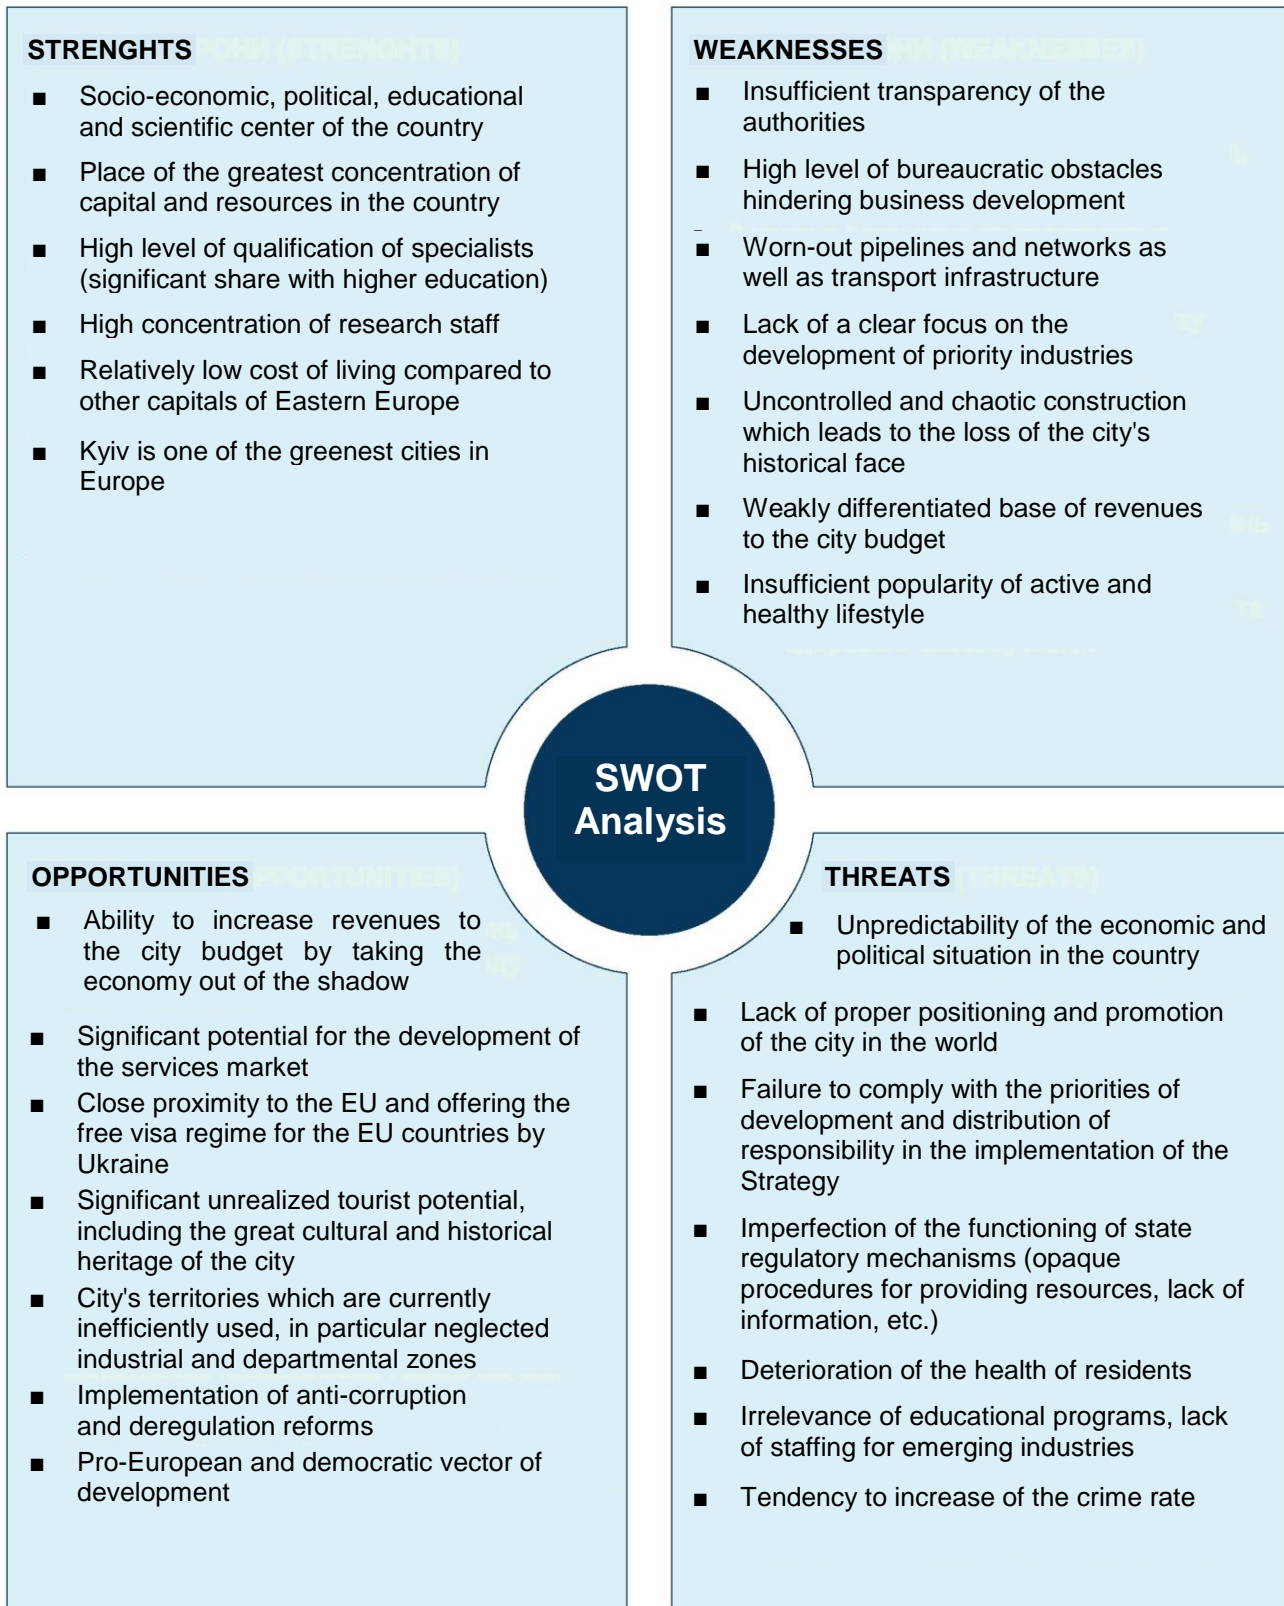 STRENGHTS
■ Socio-economic, political, educational
and scientific center of the country
■ Place of the greatest concentration of
capital and resources in the country
■ High level of qualification of specialists
(significant share with higher education)
■ High concentration of research staff
■ Relatively low cost of living compared to
other capitals of Eastern Europe
■ Kyiv is one of the greenest cities in
Europe
WEAKNESSES
■ Insufficient transparency of the
authorities
■ High level of bureaucratic obstacles
hindering business development
■ Worn-out pipelines and networks as
well as transport infrastructure
■ Lack of a clear focus on the
development of priority industries
■ Uncontrolled and chaotic construction
which leads to the loss of the city's
historical face
■ Weakly differentiated base of revenues
to the city budget
■ Insufficient popularity of active and
healthy lifestyle
SWOT
Analysis
OPPORTUNITIES
■ Ability to increase revenues to
the city budget by taking the
economy out of the shadow
■ Significant potential for the development of
the services market
■ Close proximity to the EU and offering the
free visa regime for the EU countries by
Ukraine
■ Significant unrealized tourist potential,
including the great cultural and historical
heritage of the city
■ City's territories which are currently
inefficiently used, in particular neglected
industrial and departmental zones
■ Implementation of anti-corruption
and deregulation reforms
■ Pro-European and democratic vector of
development
THREATS
■ Unpredictability of the economic and
political situation in the country
■ Lack of proper positioning and promotion
of the city in the world
■ Failure to comply with the priorities of
development and distribution of
responsibility in the implementation of the
Strategy
■ Imperfection of the functioning of state
regulatory mechanisms (opaque
procedures for providing resources, lack of
information, etc.)
■ Deterioration of the health of residents
■ Irrelevance of educational programs, lack
of staffing for emerging industries
■ Tendency to increase of the crime rate